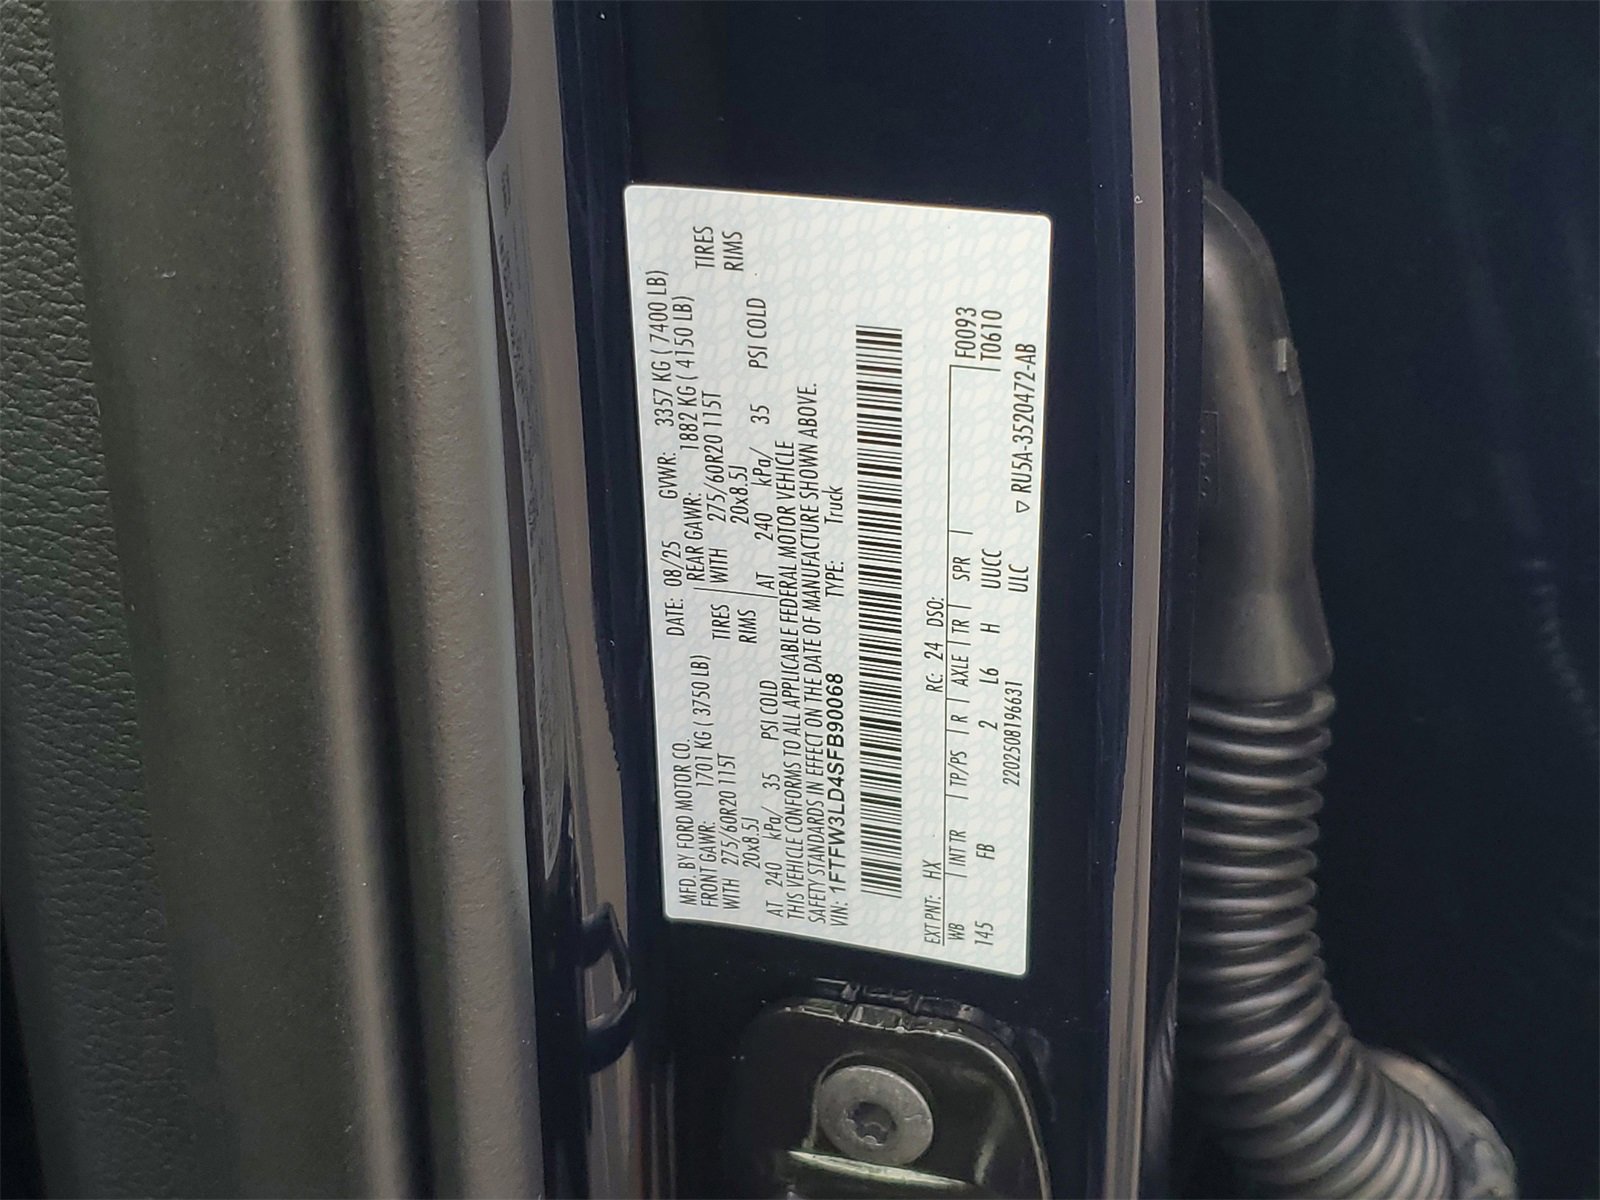 MFD. BY FORD MOTOR CO.
DATE: 08/25 GVWR: 3357 KG ( 7400 LB)
FRONT GAWR: 1701 KG ( 3750 LB)
REAR GAWR: 1882 KG ( 4150 LB)
WITH 275/60R20 115T TIRES
WITH 275/60R20 115T TIRES
20x8.5J RIMS
20x8.5J RIMS
AT 240 kPa/ 35 PSI COLD
AT 240 kPa/ 35 PSI COLD
THIS VEHICLE CONFORMS TO ALL APPLICABLE FEDERAL MOTOR VEHICLE
SAFETY STANDARDS IN EFFECT ON THE DATE OF MANUFACTURE SHOWN ABOVE.
VIN: 1FTFW3LD4SFB90068 TYPE: Truck
EXT PNT: HX RC: 24 DSO:
WB INT TR TP/PS R AXLE TR SPR F0093
145 FB 2 L6 H UUCC T0610
2202508196631 ULC ▽ RU5A-3520472-AB